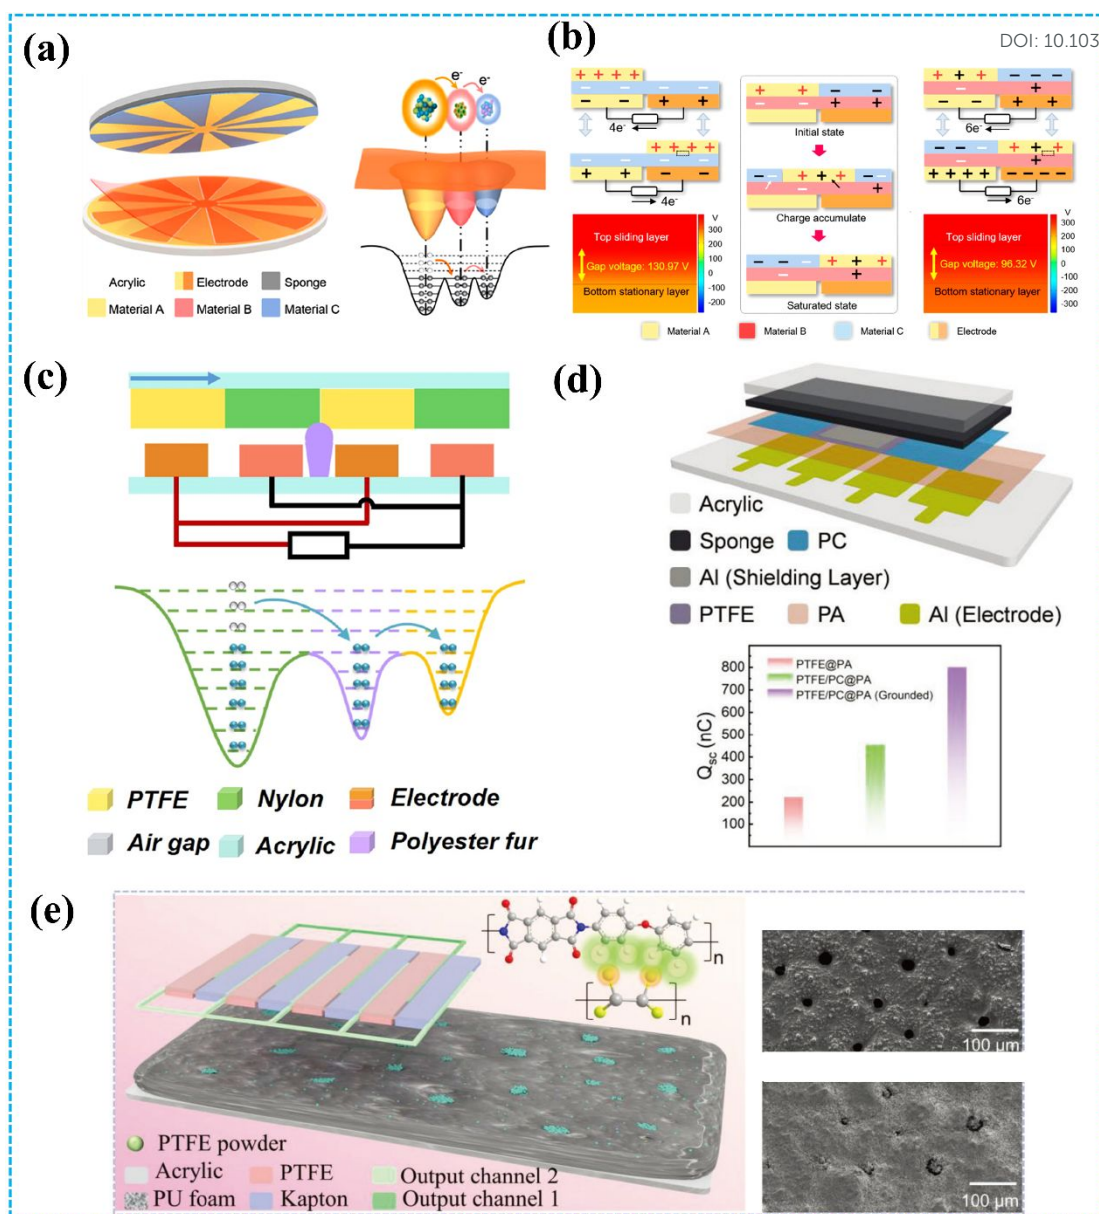 DOI: 10.103
(a)
e⁻ e⁻
Acrylic Electrode Sponge
Material A Material B Material C
(b)
+ + + +
− −
− − + +
4e⁻
+ + + +
− −
+ + − −
4e⁻
+ + − − −
− − +
+ +
Initial state
− − + + + − −
− − +
Charge accumulate
− − − + + +
− − +
Saturated state
+ + + − − −
− − +
− − + +
6e⁻
− − − + + +
− − +
+ + + + − − − −
6e⁻
Top sliding layer
Gap voltage: 130.97 V
Bottom stationary layer
V
300
200
100
0
-100
-200
Top sliding layer
Gap voltage: 96.32 V
Bottom stationary layer
V
300
200
100
0
-100
-200
-300
Material A Material B Material C Electrode
(c)
PTFE Nylon Electrode
Air gap Acrylic Polyester fur
(d)
Acrylic
Sponge PC
Al (Shielding Layer)
PTFE PA Al (Electrode)
PTFE@PA
PTFE/PC@PA
PTFE/PC@PA (Grounded)
Qsc (nC)
800
700
600
500
400
300
200
100
(e)
n
n
PTFE powder
Acrylic PTFE Output channel 2
PU foam Kapton Output channel 1
100 μm
100 μm